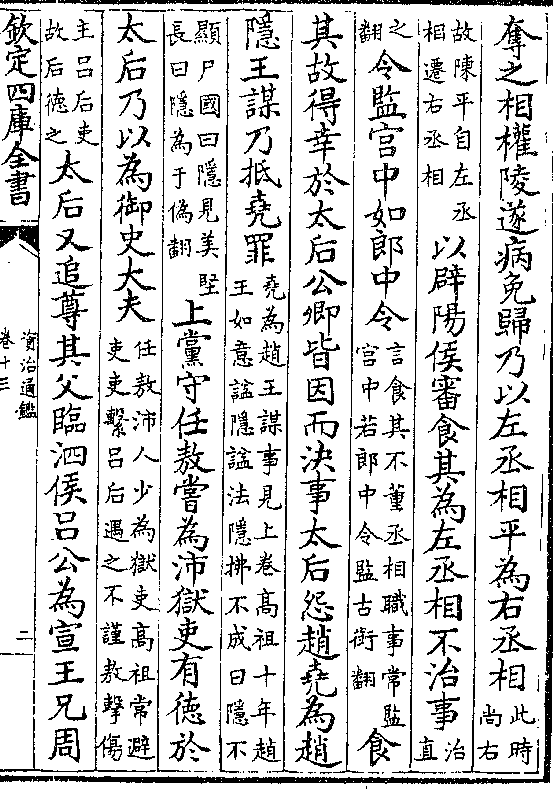 奪之相權陵遂病免歸乃以左丞相平為右丞相此時尚右
故陳平自左丞相遷右丞相以辟陽侯審食其為左丞相不治事治直
之翻令監宫中如郎中令言食其不董丞相職事常監宫中若郎中令監古衘翻食
其故得幸於太后公卿皆因而決事太后怨趙堯為趙
隱王謀乃抵堯罪堯為趙王謀事見上卷高祖十年趙王如意諡隱諡法隱拂不成曰隱不
顯尸國曰隱見美堅長曰隱為于偽翻上黨守任敖嘗為沛獄吏有德於
太后乃以為御史大夫任敖沛人少為獄吏高祖常避吏吏繫吕后遇之不謹敖擊傷
主吕后吏故后德之太后又追尊其父臨泗侯吕公為宣王兄周
欽定四庫全書
資治通鑑
卷十三
二